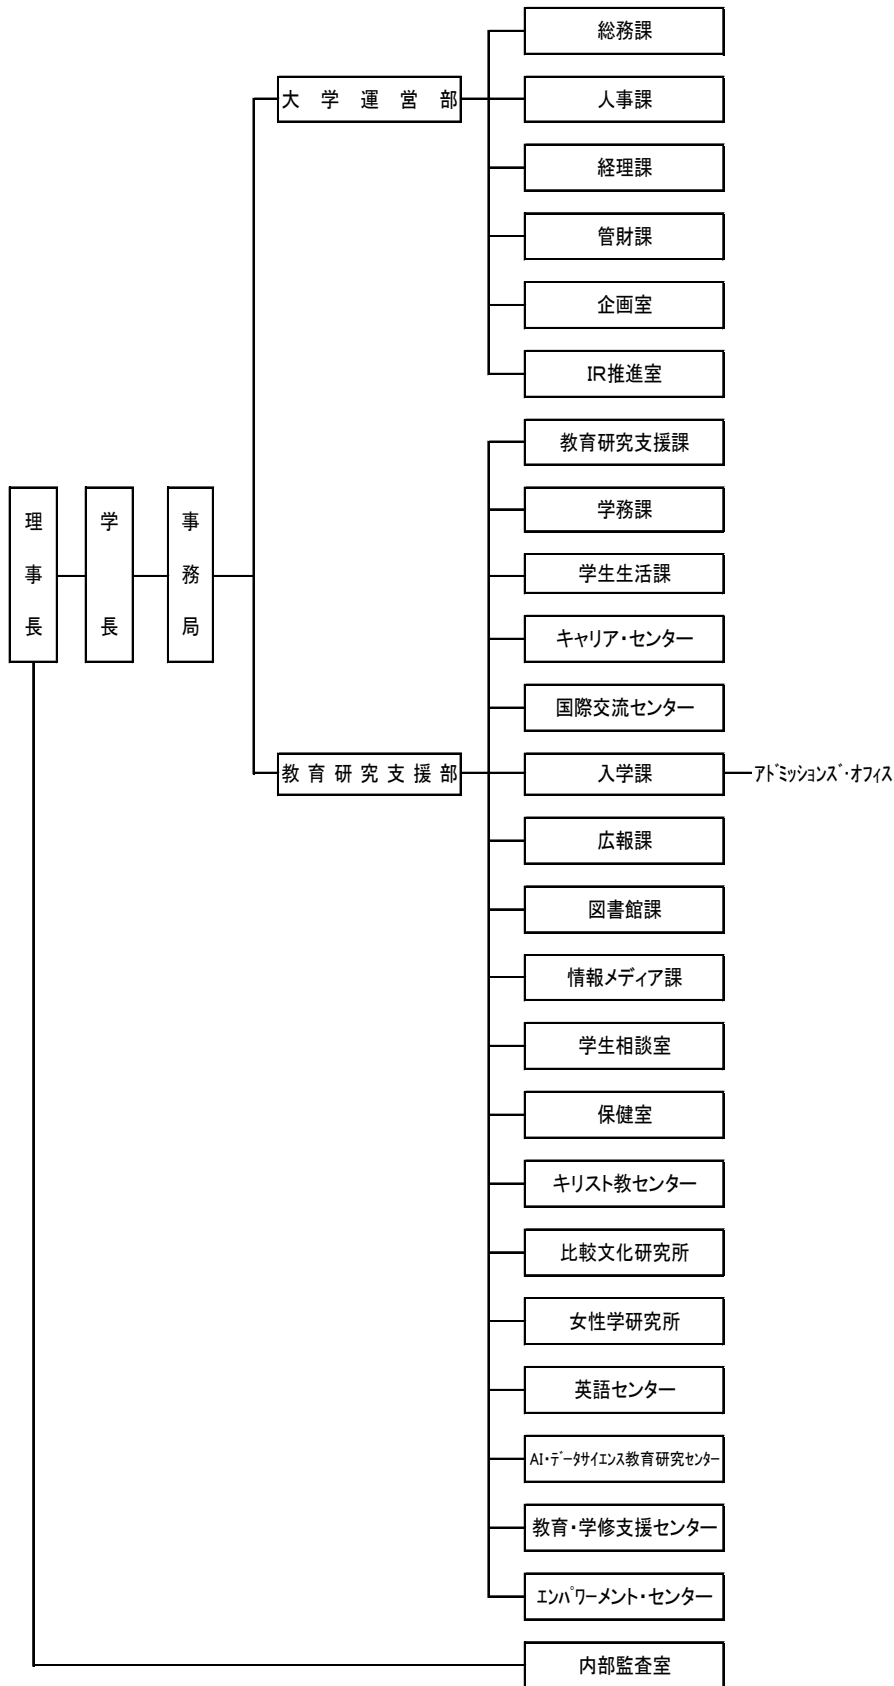 総務課
大学運営部
人事課
経理課
管財課
企画室
IR推進室
教育研究支援課
理事長
学長
事務局
学務課
学生生活課
キャリア・センター
国際交流センター
教育研究支援部
入学課
アドミッションズ・オフィス
広報課
図書館課
情報メディア課
学生相談室
保健室
キリスト教センター
比較文化研究所
女性学研究所
英語センター
AI・データサイエンス教育研究センター
教育・学修支援センター
エンパワーメント・センター
内部監査室